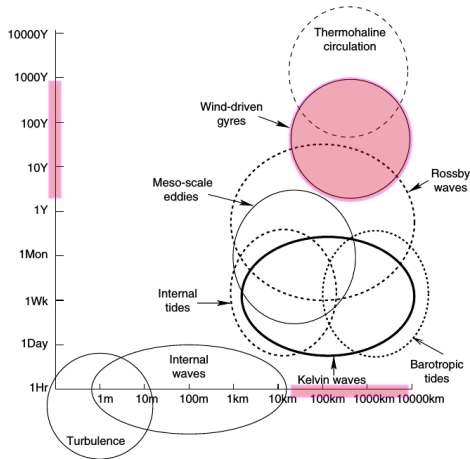 10000Y
1000Y
100Y
10Y
1Y
1Mon
1Wk
1Day
1Hr
Thermohaline
circulation
Wind-driven
gyres
Rossby
waves
Meso-scale
eddies
Internal
tides
Internal
waves
Kelvin waves
Barotropic
tides
1m
10m
100m
1km
10km
100km
1000km
10000km
Turbulence